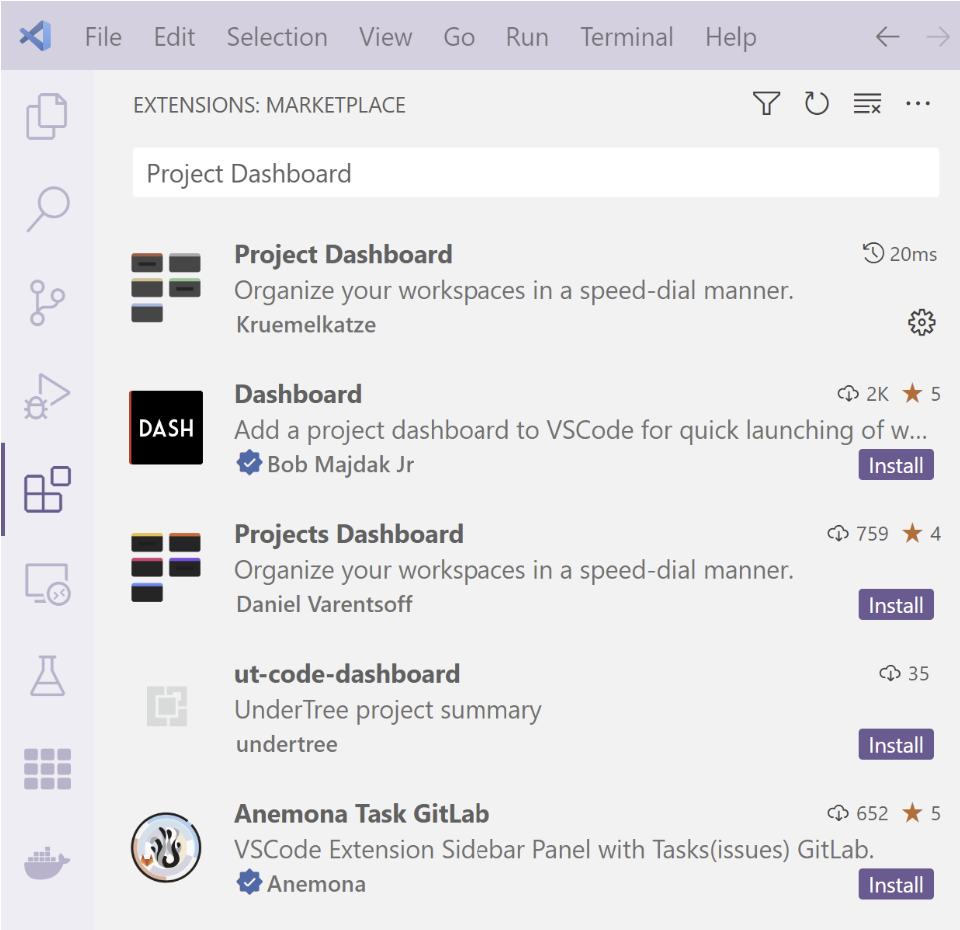 File Edit Selection View Go Run Terminal Help
EXTENSIONS: MARKETPLACE
Project Dashboard
Project Dashboard 20ms
Organize your workspaces in a speed-dial manner.
Kruemelkatze
DASH
Dashboard 2K 5
Add a project dashboard to VSCode for quick launching of w...
Bob Majdak Jr Install
Projects Dashboard 759 4
Organize your workspaces in a speed-dial manner.
Daniel Varentsoff Install
ut-code-dashboard 35
UnderTree project summary
undertree Install
Anemona Task GitLab 652 5
VSCode Extension Sidebar Panel with Tasks(issues) GitLab.
Anemona Install